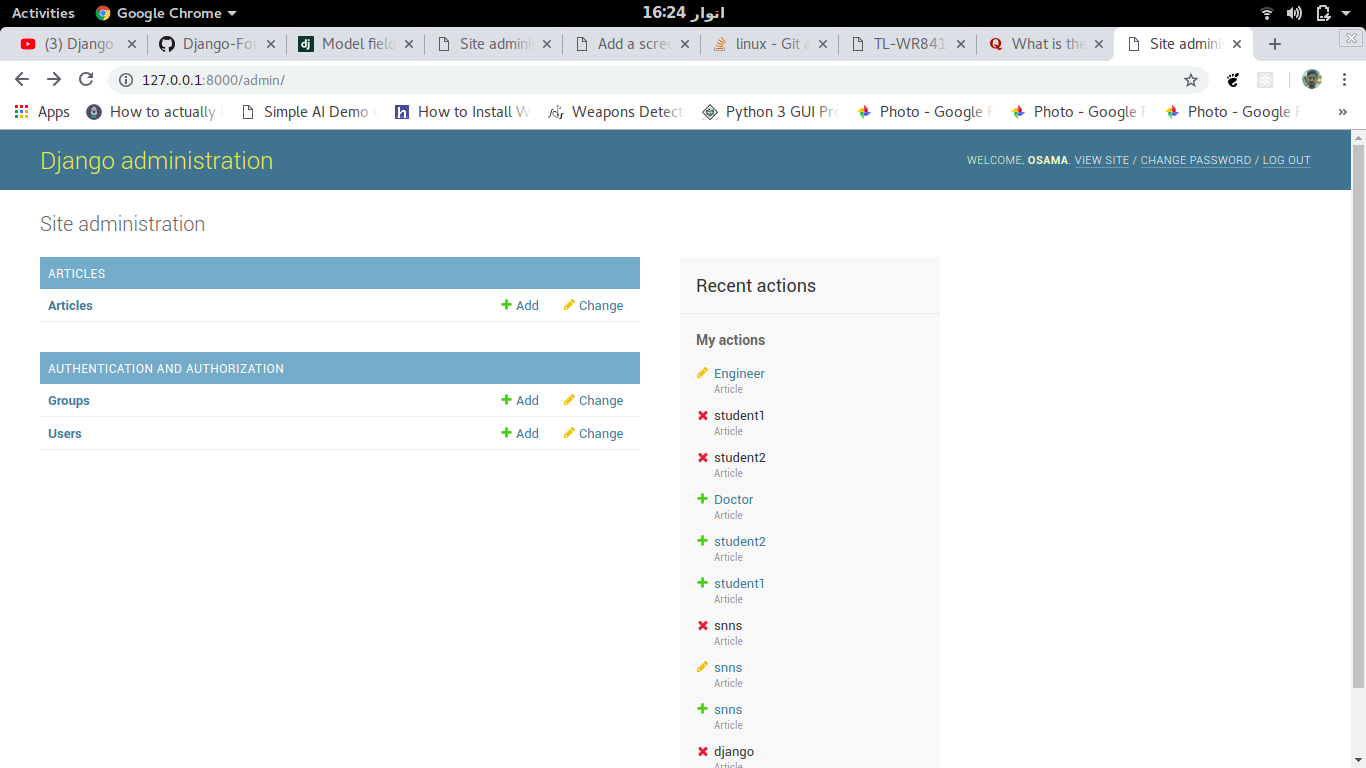 Activities Google Chrome اتوار 16:24
(3) Django Django-For Model field Site admini Add a scre linux - Git a TL-WR841 What is the Site adminis
127.0.0.1:8000/admin/
Apps How to actually Simple AI Demo How to Install W Weapons Detect Python 3 GUI Pro Photo - Google Photo - Google Photo - Google »
Django administration WELCOME, OSAMA. VIEW SITE / CHANGE PASSWORD / LOG OUT
Site administration
ARTICLES
Articles Add Change
AUTHENTICATION AND AUTHORIZATION
Groups Add Change
Users Add Change
Recent actions
My actions
Engineer
Article
student1
Article
student2
Article
Doctor
Article
student2
Article
student1
Article
snns
Article
snns
Article
snns
Article
django
Article